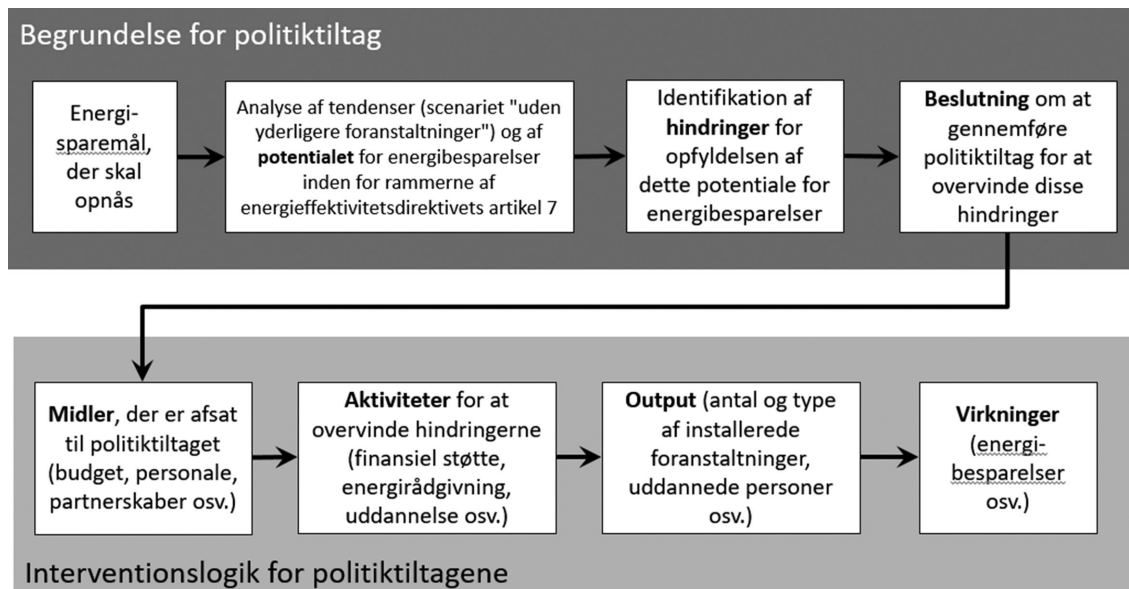 Begrundelse for politiktiltag
Energi-
sparemål,
der skal
opnås
Analyse af tendenser (scenariet "uden
yderligere foranstaltninger") og af
potentialet for energibesparelser
inden for rammerne af
energieffektivitetsdirektivets artikel 7
Identifikation af
hindringer for
opfyldelsen af
dette potentiale for
energibesparelser
Beslutning om at
gennemføre
politiktiltag for at
overvinde disse
hindringer
Midler, der er afsat
til politiktiltaget
(budget, personale,
partnerskaber osv.)
Aktiviteter for at
overvinde hindringerne
(finansiel støtte,
energirådgivning,
uddannelse osv.)
Output (antal og type
af installerede
foranstaltninger,
uddannede personer
osv.)
Virkninger
(energi-
besparelser
osv.)
Interventionslogik for politiktiltagene